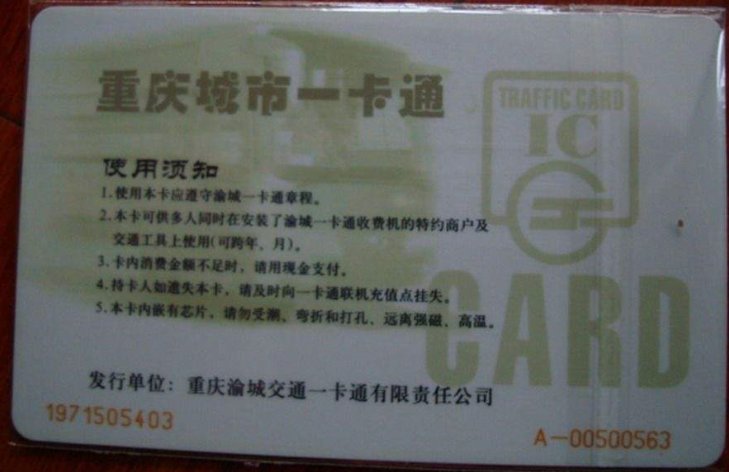 重庆城市一卡通
TRAFFIC CARD
IC
使用须知
1.使用本卡应遵守渝城一卡通章程。
2.本卡可供多人同时在安装了渝城一卡通收费机的特约商户及
交通工具上使用(可跨年、月)。
3.卡内消费金额不足时，请用现金支付。
4.持卡人如遗失本卡，请及时向一卡通联机充值点挂失。
5.本卡内嵌有芯片，请勿受潮、弯折和打孔、远离强磁、高温。
CARD
发行单位：重庆渝城交通一卡通有限责任公司
1971505403
A-00500563